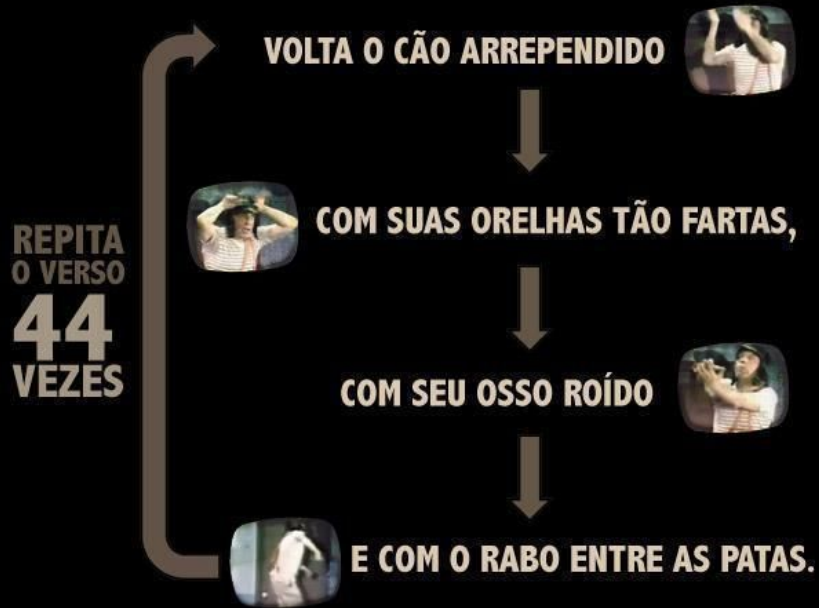 VOLTA O CÃO ARREPENDIDO
COM SUAS ORELHAS TÃO FARTAS,
COM SEU OSSO ROÍDO
E COM O RABO ENTRE AS PATAS.
REPITA
O VERSO
44
VEZES